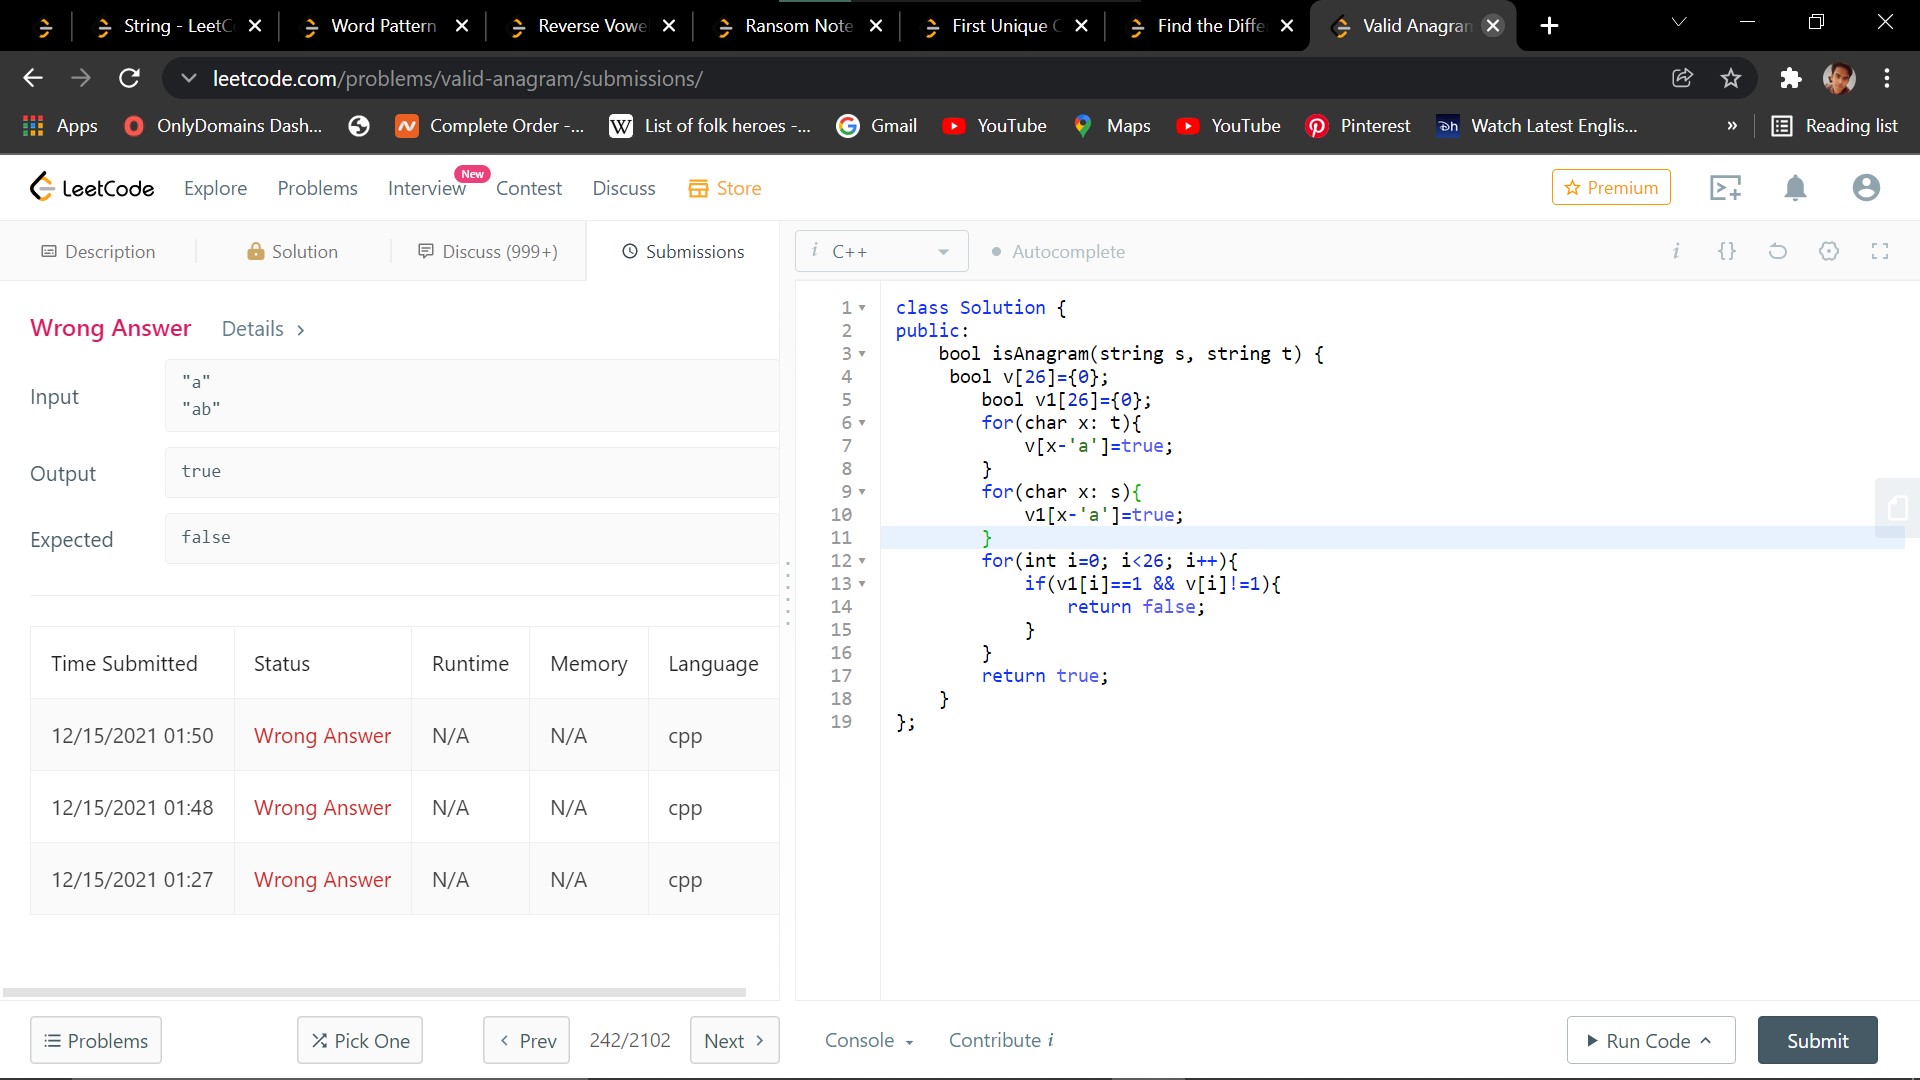 String - LeetC
Word Pattern
Reverse Vowe
Ransom Note
First Unique C
Find the Diffe
Valid Anagram
leetcode.com/problems/valid-anagram/submissions/
Apps
OnlyDomains Dash...
Complete Order -...
W List of folk heroes -...
Gmail
YouTube
Maps
YouTube
Pinterest
Watch Latest Englis...
»
Reading list
LeetCode
Explore
Problems
Interview
New
Contest
Discuss
Store
Premium
Description
Solution
Discuss (999+)
Submissions
i C++
Autocomplete
i {}
Wrong Answer
Details >
Input
"a"
"ab"
Output
true
Expected
false
Time Submitted Status Runtime Memory Language
12/15/2021 01:50 Wrong Answer N/A N/A cpp
12/15/2021 01:48 Wrong Answer N/A N/A cpp
12/15/2021 01:27 Wrong Answer N/A N/A cpp
1 class Solution {
2 public:
3 bool isAnagram(string s, string t) {
4 bool v[26]={0};
5 bool v1[26]={0};
6 for(char x: t){
7 v[x-'a']=true;
8 }
9 for(char x: s){
10 v1[x-'a']=true;
11 }
12 for(int i=0; i<26; i++){
13 if(v1[i]==1 && v[i]!=1){
14 return false;
15 }
16 }
17 return true;
18 }
19 };
Problems
Pick One
< Prev
242/2102
Next >
Console
Contribute i
Run Code
Submit